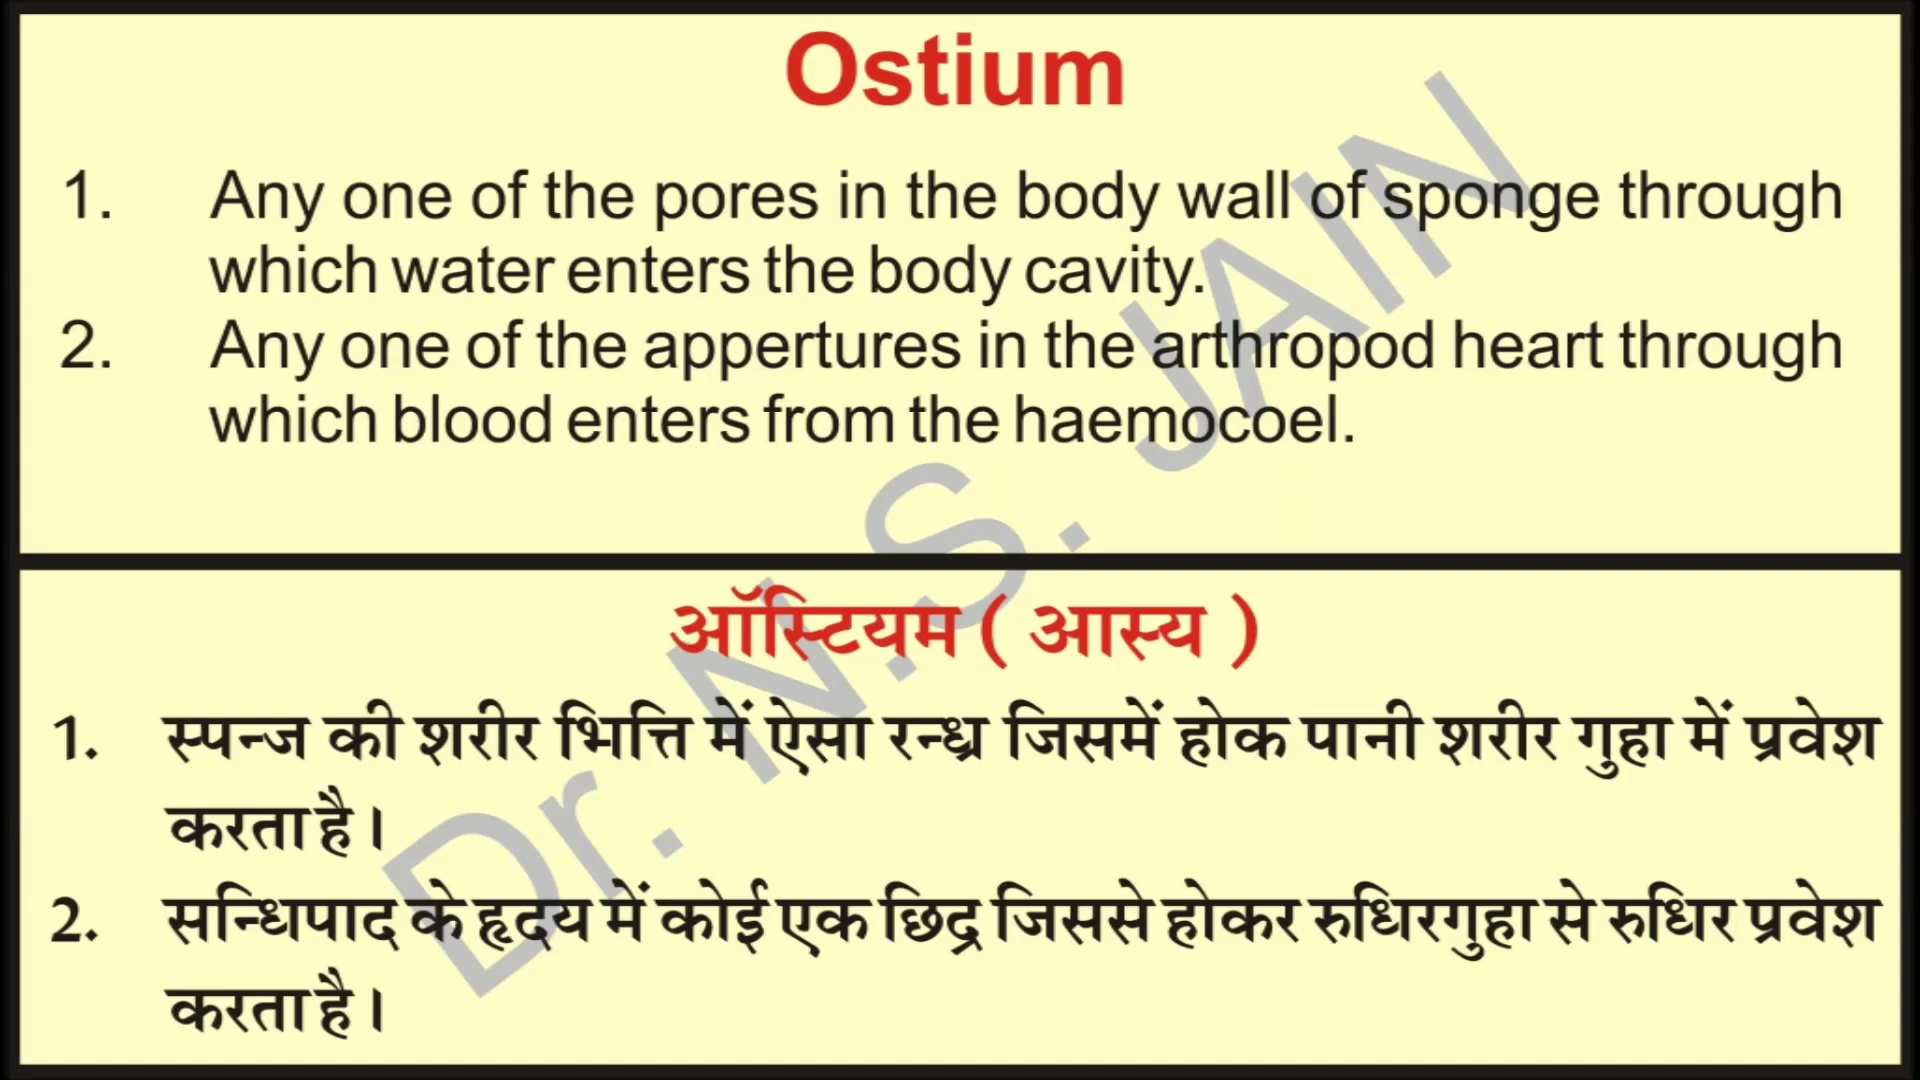 Ostium
1. Any one of the pores in the body wall of sponge through
which water enters the body cavity.
2. Any one of the appertures in the arthropod heart through
which blood enters from the haemocoel.
ऑस्टियम ( आस्य )
1. स्पन्ज की शरीर भित्ति में ऐसा रन्ध्र जिसमें होक पानी शरीर गुहा में प्रवेश
करता है।
2. सन्धिपाद के हृदय में कोई एक छिद्र जिससे होकर रुधिरगुहा से रुधिर प्रवेश
करता है।
Dr. N.S. JAIN